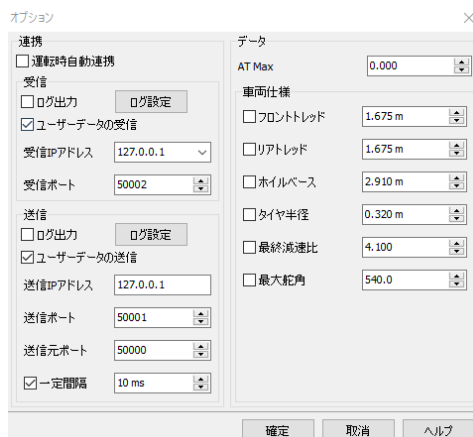 オプション
連携
運転時自動連携
受信
ログ出力 ログ設定
ユーザーデータの受信
受信IPアドレス 127.0.0.1
受信ポート 50002
送信
ログ出力 ログ設定
ユーザーデータの送信
送信IPアドレス 127.0.0.1
送信ポート 50001
送信元ポート 50000
一定間隔 10 ms
データ
AT Max 0.000
車両仕様
フロントトレッド 1.675 m
リアトレッド 1.675 m
ホイルベース 2.910 m
タイヤ半径 0.320 m
最終減速比 4.100
最大舵角 540.0
確定 取消 ヘルプ